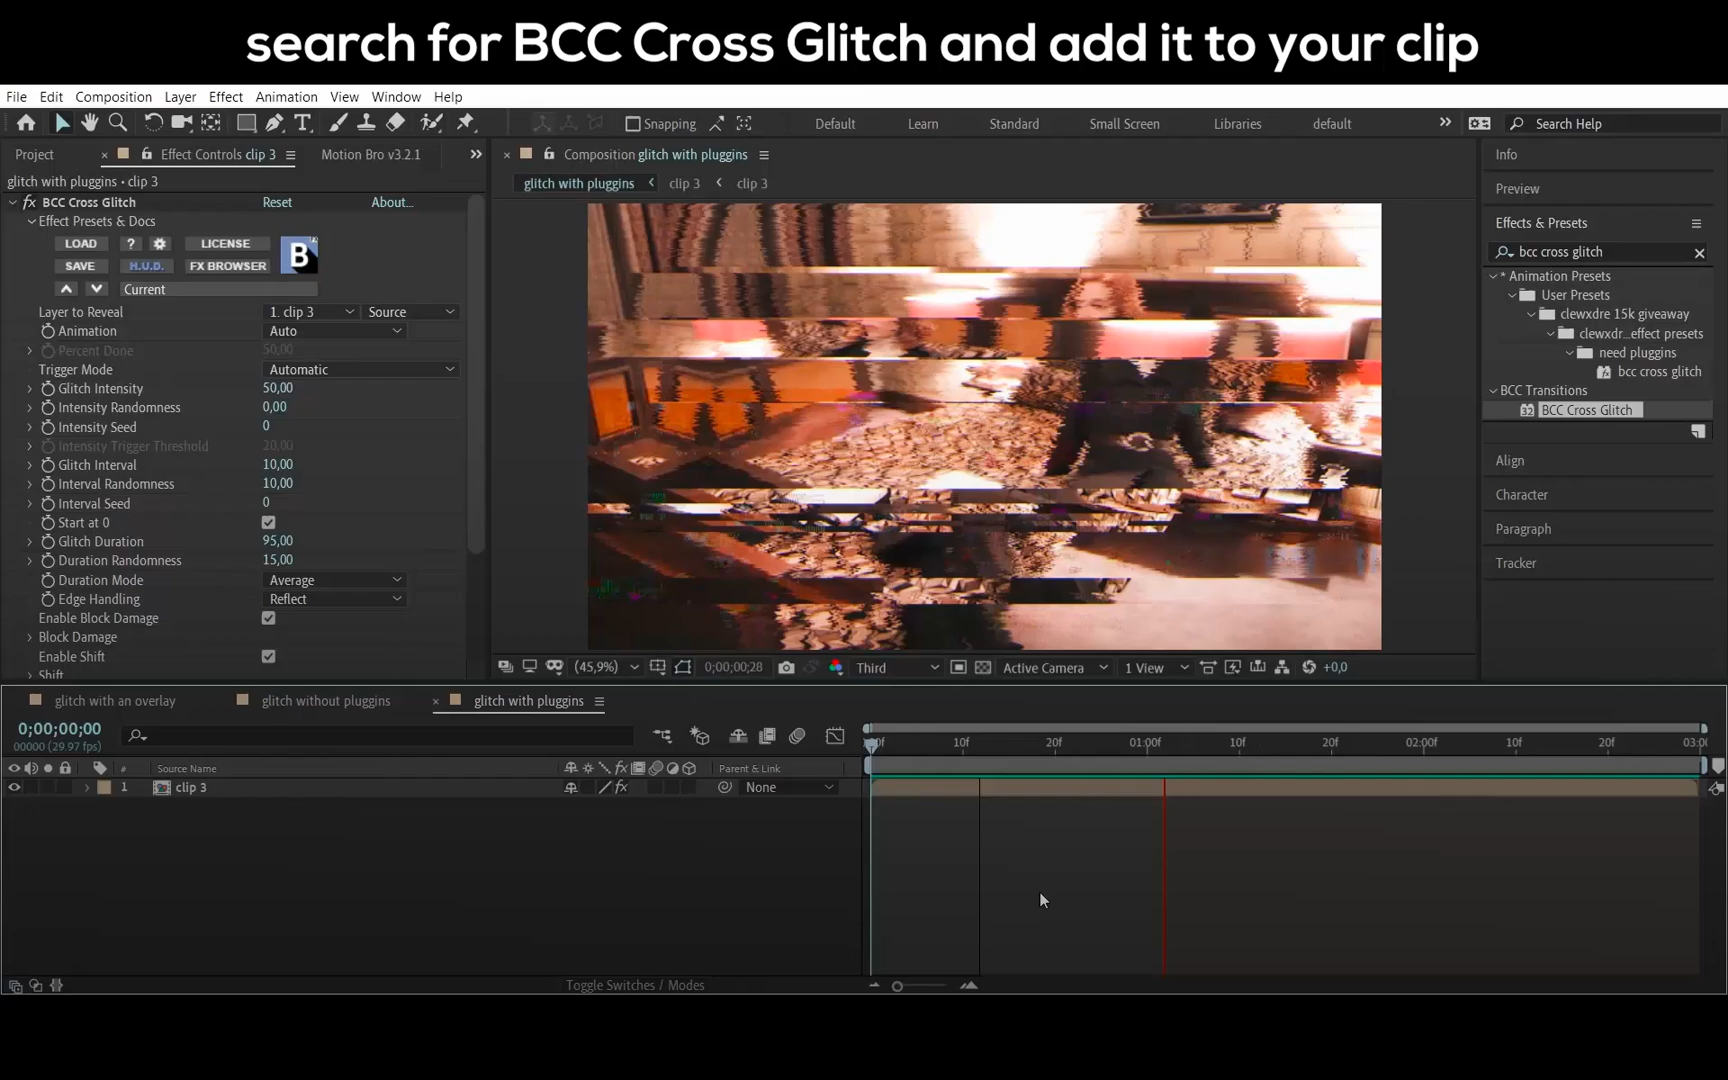 search for BCC Cross Glitch and add it to your clip
File Edit Composition Layer Effect Animation View Window Help
Snapping Default Learn Standard Small Screen Libraries default Search Help
Project Effect Controls clip 3 Motion Bro v3.2.1
glitch with pluggins • clip 3
fx BCC Cross Glitch Reset About...
Effect Presets & Docs
LOAD ? LICENSE B
SAVE H.U.D. FX BROWSER
Current
Layer to Reveal 1. clip 3 Source
Animation Auto
Percent Done 50,00
Trigger Mode Automatic
Glitch Intensity 50,00
Intensity Randomness 0,00
Intensity Seed 0
Intensity Trigger Threshold 20,00
Glitch Interval 10,00
Interval Randomness 10,00
Interval Seed 0
Start at 0
Glitch Duration 95,00
Duration Randomness 15,00
Duration Mode Average
Edge Handling Reflect
Enable Block Damage
Block Damage
Enable Shift
Shift
Composition glitch with pluggins
glitch with pluggins clip 3 clip 3
(45,9%) 0;00;00;28 Third Active Camera 1 View +0,0
Info
Preview
Effects & Presets
bcc cross glitch
* Animation Presets
User Presets
clewxdre 15k giveaway
clewxdr...effect presets
need pluggins
bcc cross glitch
BCC Transitions
32 BCC Cross Glitch
Align
Character
Paragraph
Tracker
glitch with an overlay glitch without pluggins glitch with pluggins
0;00;00;00
00000 (29.97 fps)
10f 20f 01:00f 10f 20f 02:00f 10f 20f
# Source Name fx Parent & Link
1 clip 3 fx None
Toggle Switches / Modes